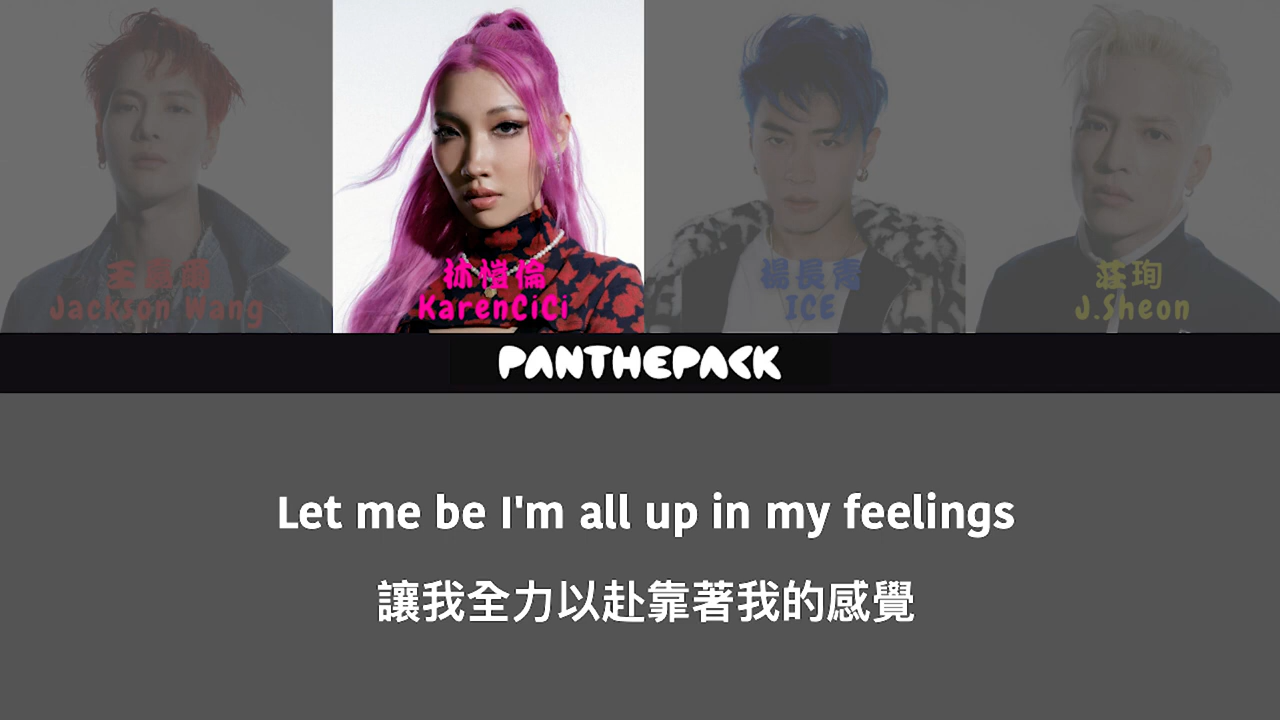 王嘉爾
Jackson Wang
林愷倫
KarenCiCi
楊長青
ICE
莊珣
J.Sheon
PANTHEPACK
Let me be I'm all up in my feelings
讓我全力以赴靠著我的感覺